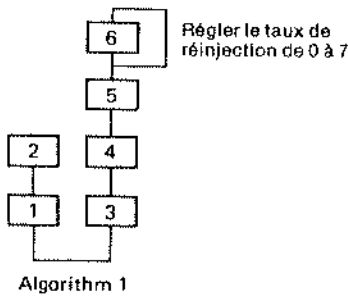 6
Régler le taux de
réinjection de 0 à 7
5
2
4
1
3
Algorithm 1